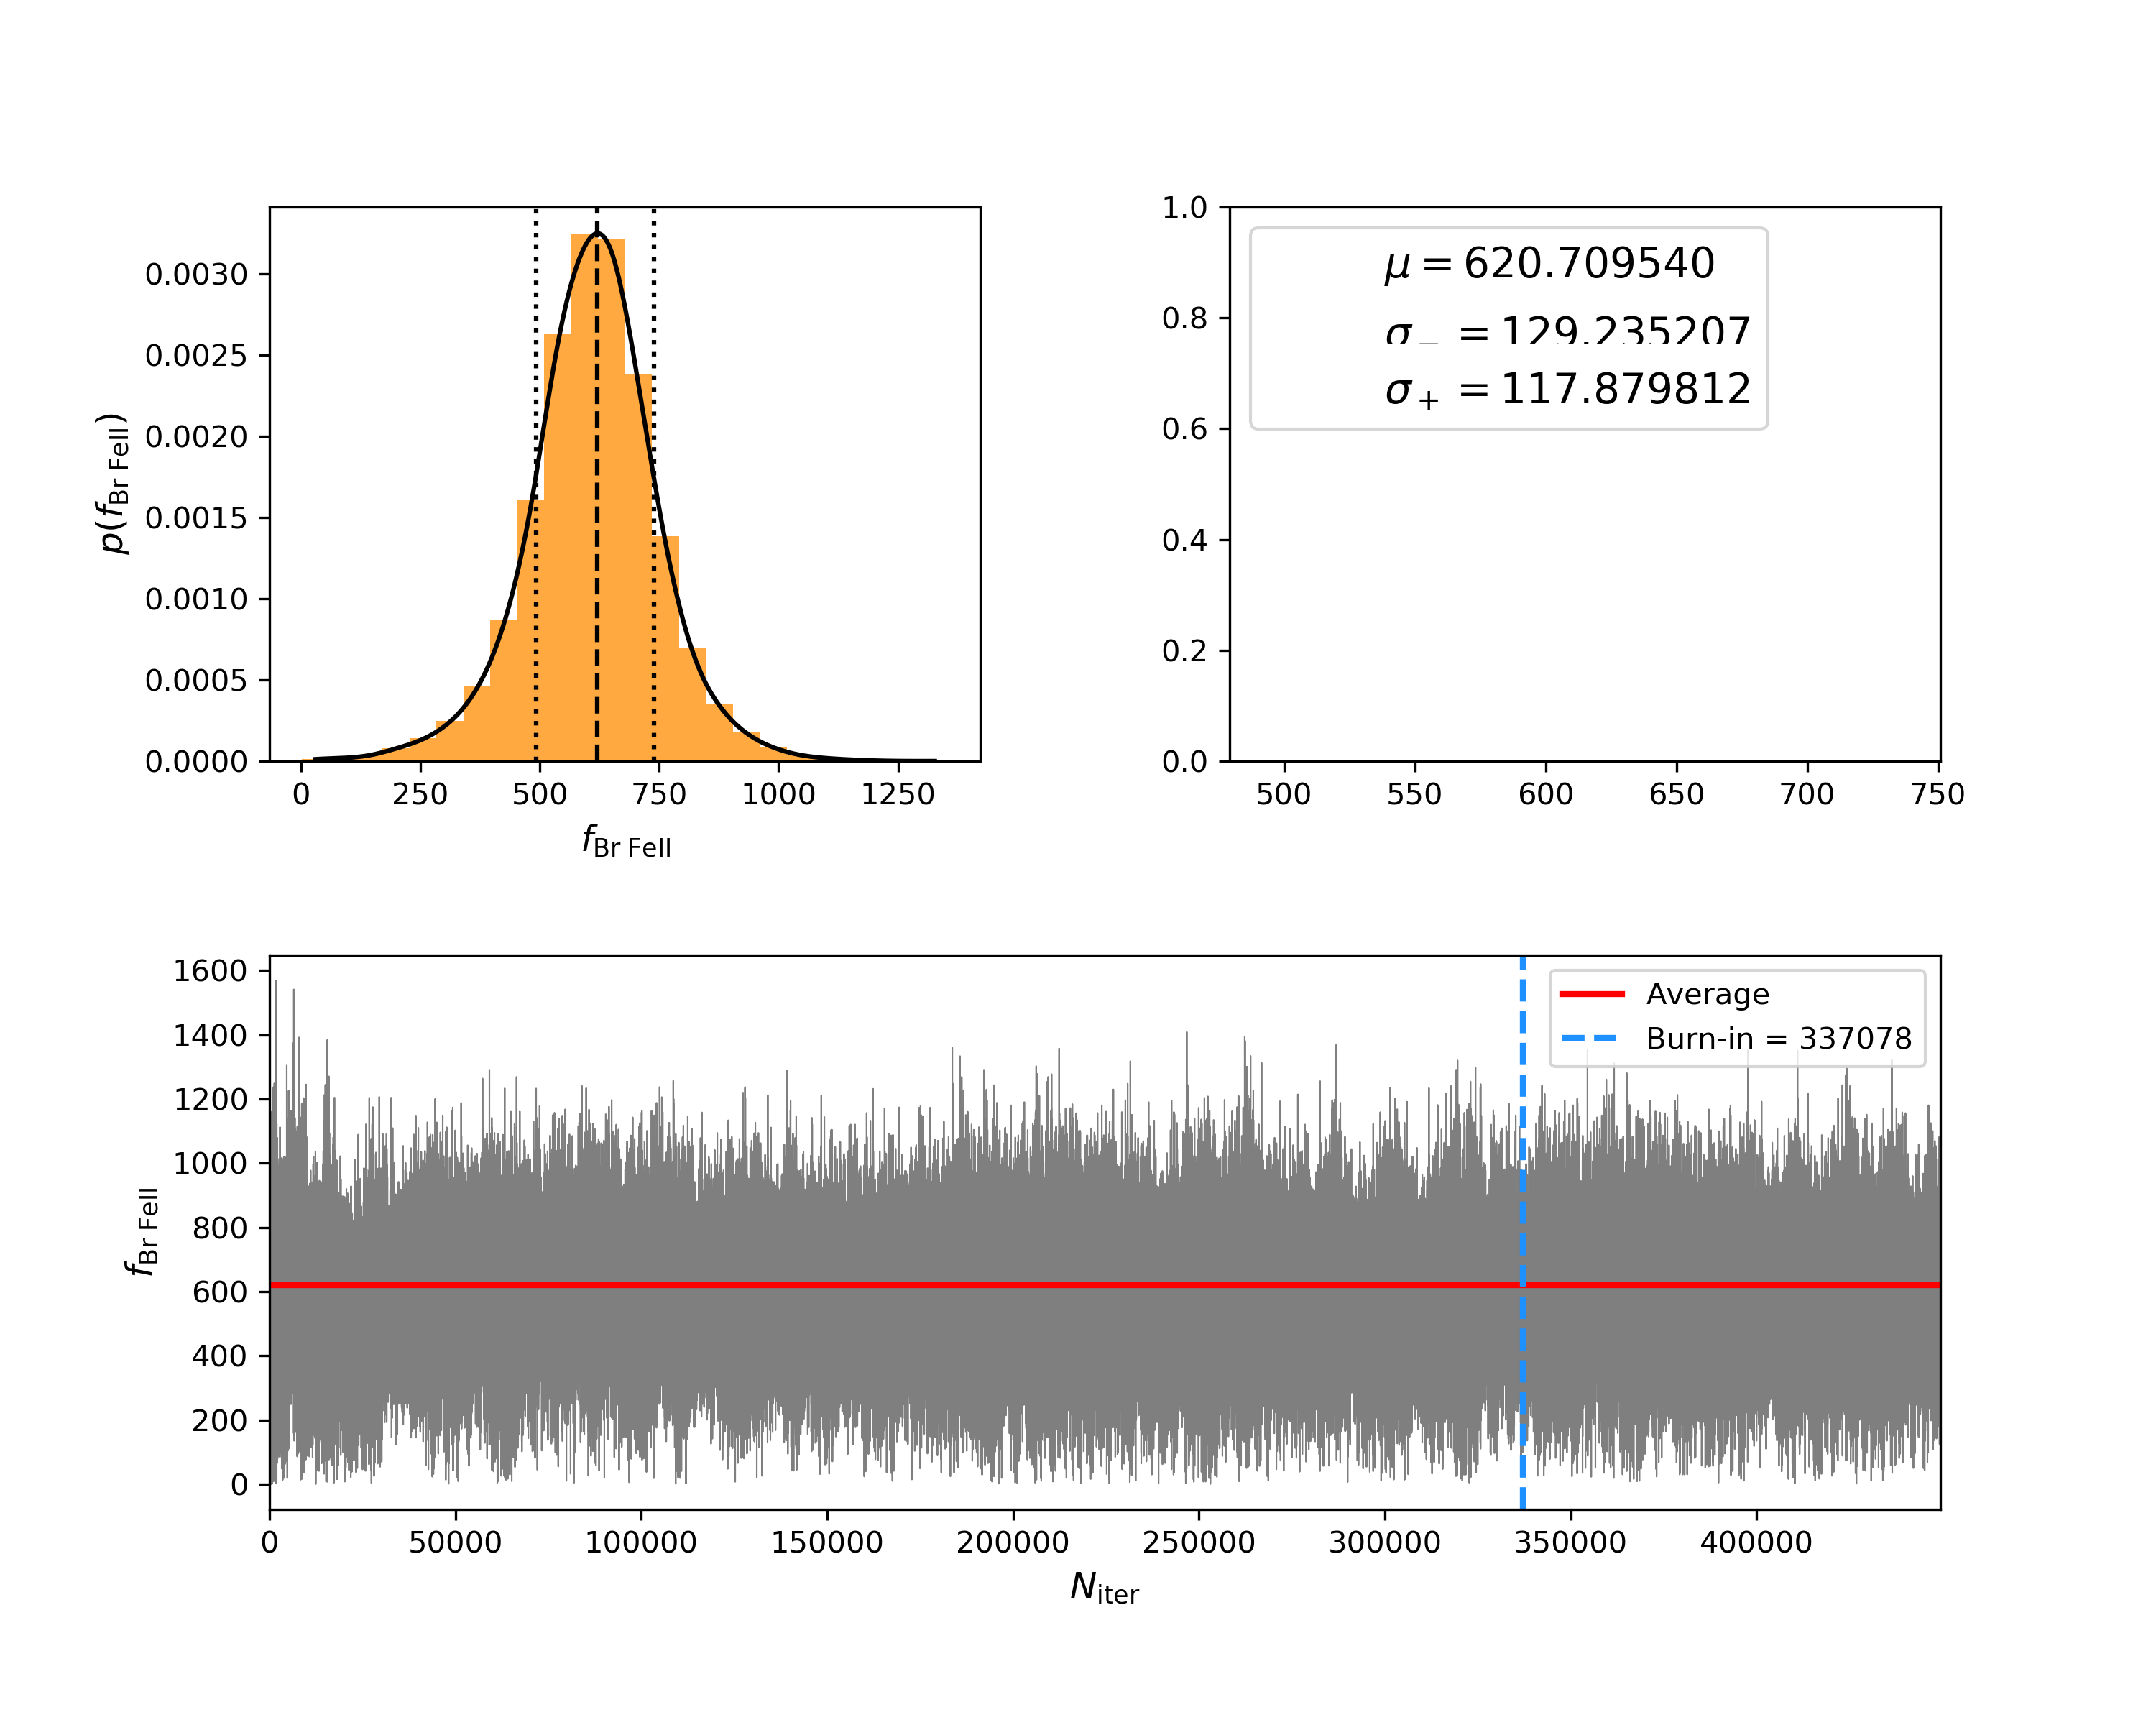 0.0030
0.0025
0.0020
0.0015
0.0010
0.0005
0.0000
p(f_Br FeII)
0 250 500 750 1000 1250
f_Br FeII
1.0
0.8
0.6
0.4
0.2
0.0
μ = 620.709540
σ_− = 129.235207
σ_+ = 117.879812
500 550 600 650 700 750
1600
1400
1200
1000
800
600
400
200
0
f_Br FeII
Average
Burn-in = 337078
0 50000 100000 150000 200000 250000 300000 350000 400000
N_iter